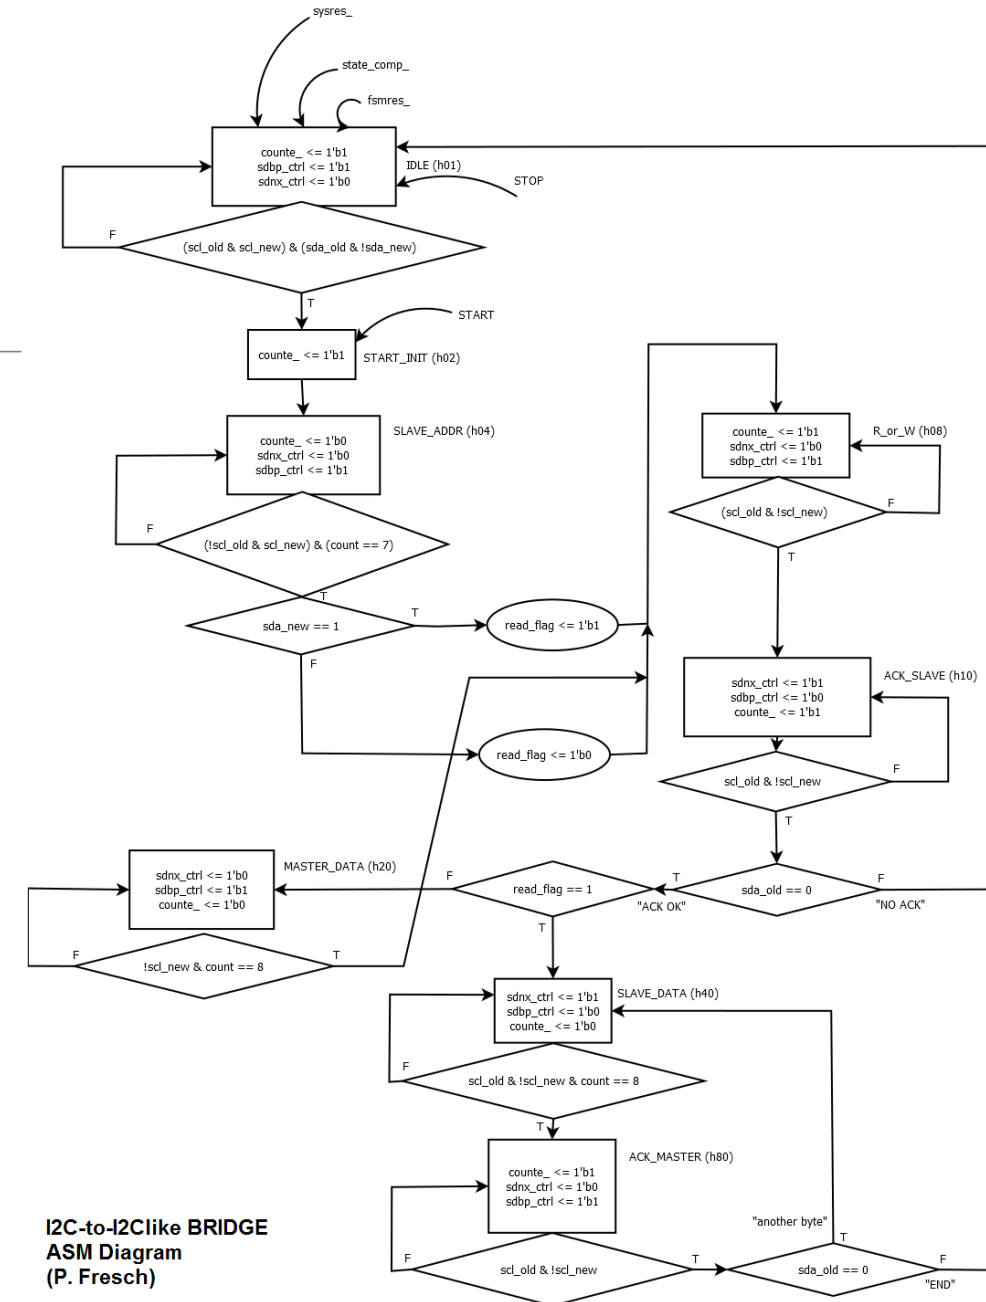 sysres_
state_comp_
fsmres_
counte_ <= 1'b1
sdbp_ctrl <= 1'b1
sdnx_ctrl <= 1'b0
IDLE (h01)
STOP
F
(scl_old & scl_new) & (sda_old & !sda_new)
T
START
counte_ <= 1'b1
START_INIT (h02)
SLAVE_ADDR (h04)
counte_ <= 1'b0
sdnx_ctrl <= 1'b0
sdbp_ctrl <= 1'b1
F
(!scl_old & scl_new) & (count == 7)
T
sda_new == 1
T
read_flag <= 1'b1
F
read_flag <= 1'b0
counte_ <= 1'b1
sdnx_ctrl <= 1'b0
sdbp_ctrl <= 1'b1
R_or_W (h08)
(scl_old & !scl_new)
F
T
ACK_SLAVE (h10)
sdnx_ctrl <= 1'b1
sdbp_ctrl <= 1'b0
counte_ <= 1'b1
scl_old & !scl_new
F
T
sda_old == 0
F
"NO ACK"
T
"ACK OK"
read_flag == 1
F
T
MASTER_DATA (h20)
sdnx_ctrl <= 1'b0
sdbp_ctrl <= 1'b1
counte_ <= 1'b0
F
!scl_new & count == 8
T
SLAVE_DATA (h40)
sdnx_ctrl <= 1'b1
sdbp_ctrl <= 1'b0
counte_ <= 1'b0
F
scl_old & !scl_new & count == 8
T
ACK_MASTER (h80)
counte_ <= 1'b1
sdnx_ctrl <= 1'b0
sdbp_ctrl <= 1'b1
F
scl_old & !scl_new
T
"another byte"
T
sda_old == 0
F
"END"
I2C-to-I2Clike BRIDGE
ASM Diagram
(P. Fresch)